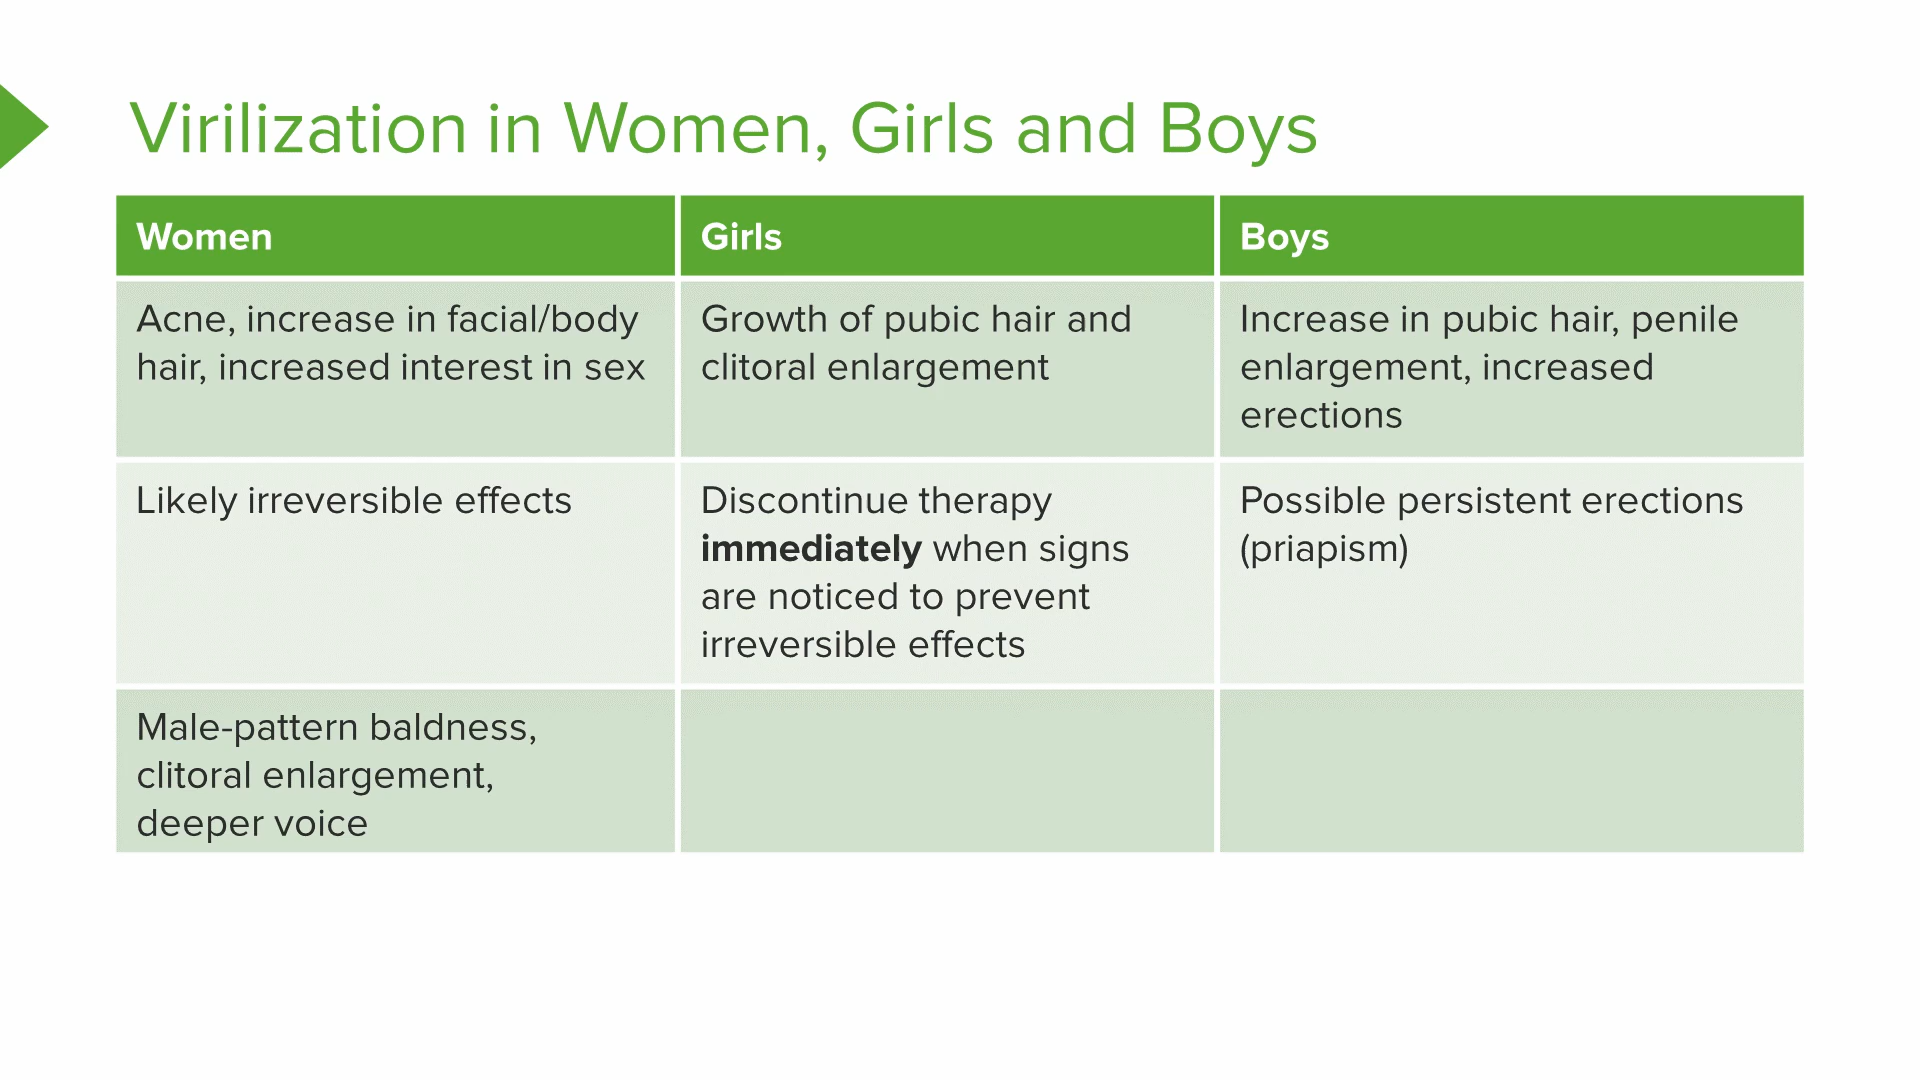 Virilization in Women, Girls and Boys
Women
Girls
Boys
Acne, increase in facial/body
hair, increased interest in sex
Growth of pubic hair and
clitoral enlargement
Increase in pubic hair, penile
enlargement, increased
erections
Likely irreversible effects
Discontinue therapy
immediately when signs
are noticed to prevent
irreversible effects
Possible persistent erections
(priapism)
Male-pattern baldness,
clitoral enlargement,
deeper voice